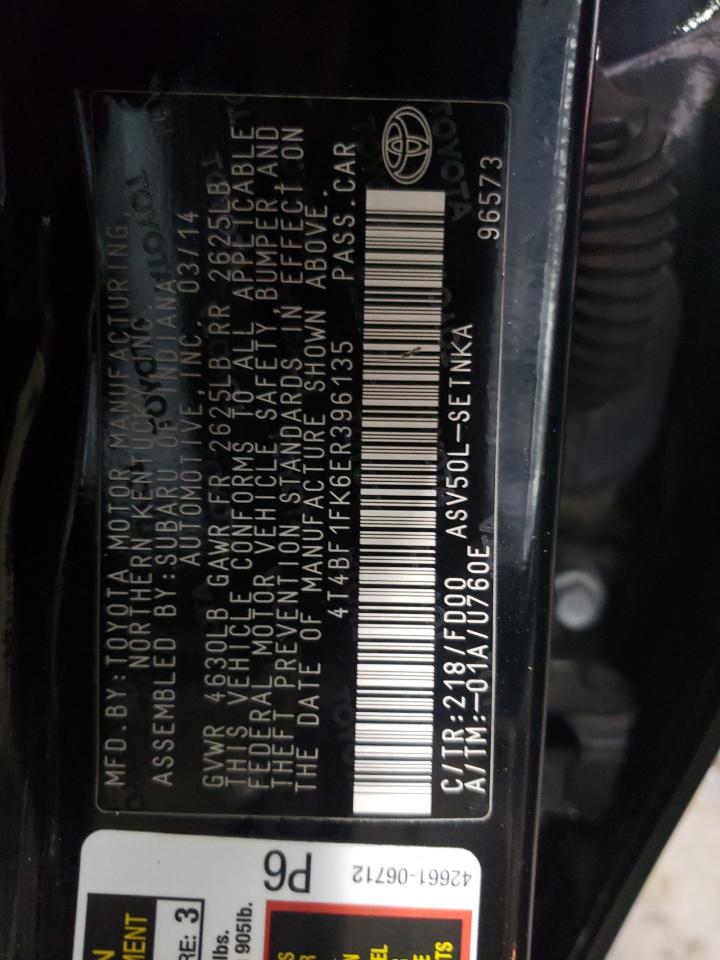 MFD.BY:TOYOTA MOTOR MANUFACTURING,
NORTHERN KENTUCKY,INC
ASSEMBLED BY:SUBARU OF INDIANA
AUTOMOTIVE,INC. 03/14
GVWR 4630LB GAWR FR 2625LB RR 2625LB
THIS VEHICLE CONFORMS TO ALL APPLICABLE
FEDERAL MOTOR VEHICLE SAFETY, BUMPER, AND
THEFT PREVENTION STANDARDS IN EFFECT ON
THE DATE OF MANUFACTURE SHOWN ABOVE.
4T4BF1FK6ER396135 PASS.CAR
C/TR:218/FD00 ASV50L-SETNKA
A/TM:-01A/U760E 96573
TOYOTA
P6
42661-06712
MENT
RE: 3
lbs.
905lb.